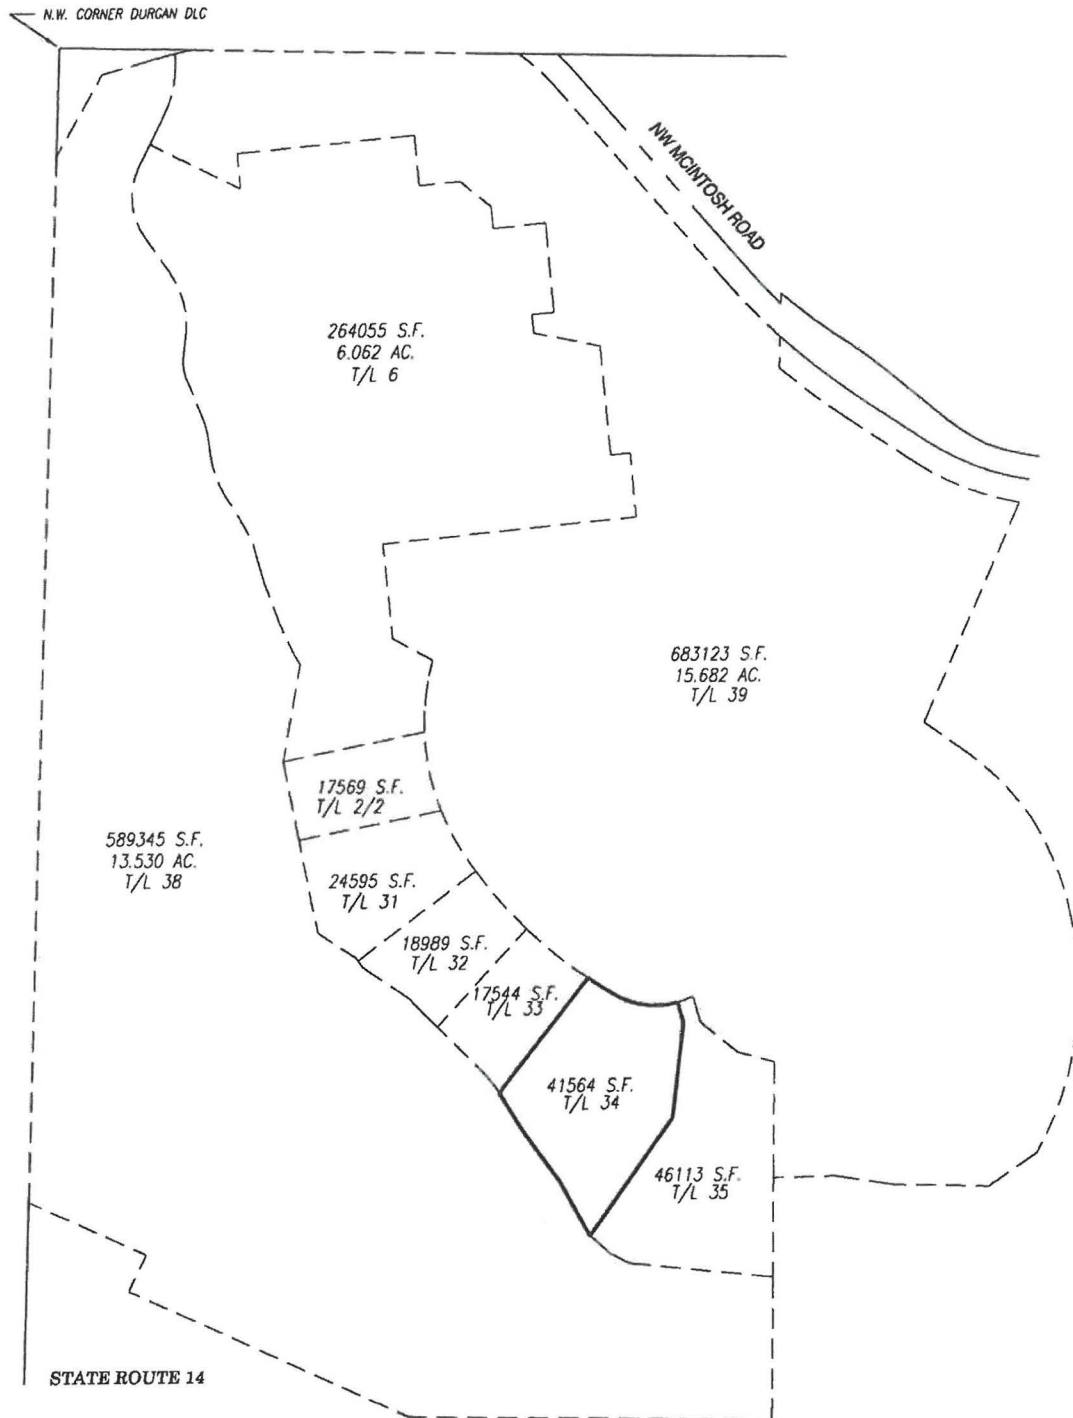 N.W. CORNER DURGAN DLC
NW MCINTOSH ROAD
264055 S.F.
6.062 AC.
T/L 6
683123 S.F.
15.682 AC.
T/L 39
17569 S.F.
T/L 2/2
589345 S.F.
13.530 AC.
T/L 38
24595 S.F.
T/L 31
18989 S.F.
T/L 32
17544 S.F.
T/L 33
41564 S.F.
T/L 34
46113 S.F.
T/L 35
STATE ROUTE 14